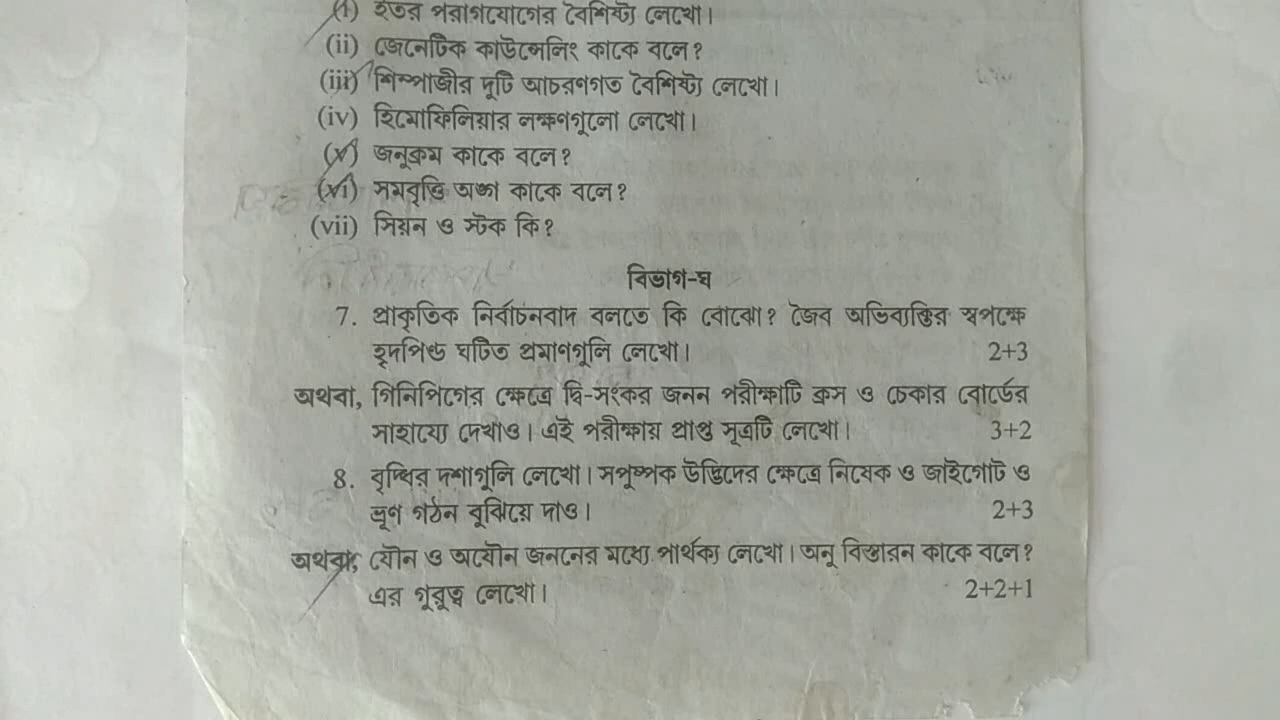 (i) ইতর পরাগযোগের বৈশিষ্ট্য লেখো।
(ii) জেনেটিক কাউন্সেলিং কাকে বলে?
(iii) শিম্পাঞ্জীর দুটি আচরণগত বৈশিষ্ট্য লেখো।
(iv) হিমোফিলিয়ার লক্ষণগুলো লেখো।
(v) জনুক্রম কাকে বলে?
(vi) সমবৃত্তি অঙ্গ কাকে বলে?
(vii) সিয়ন ও স্টক কি?
বিভাগ-ঘ
7. প্রাকৃতিক নির্বাচনবাদ বলতে কি বোঝো? জৈব অভিব্যক্তির স্বপক্ষে
হৃদপিণ্ড ঘটিত প্রমাণগুলি লেখো। 2+3
অথবা, গিনিপিগের ক্ষেত্রে দ্বি-সংকর জনন পরীক্ষাটি ক্রস ও চেকার বোর্ডের
সাহায্যে দেখাও। এই পরীক্ষায় প্রাপ্ত সূত্রটি লেখো। 3+2
8. বৃদ্ধির দশাগুলি লেখো। সপুষ্পক উদ্ভিদের ক্ষেত্রে নিষেক ও জাইগোট ও
ভ্রূণ গঠন বুঝিয়ে দাও। 2+3
অথবা, যৌন ও অযৌন জননের মধ্যে পার্থক্য লেখো। অনু বিস্তারন কাকে বলে?
এর গুরুত্ব লেখো। 2+2+1